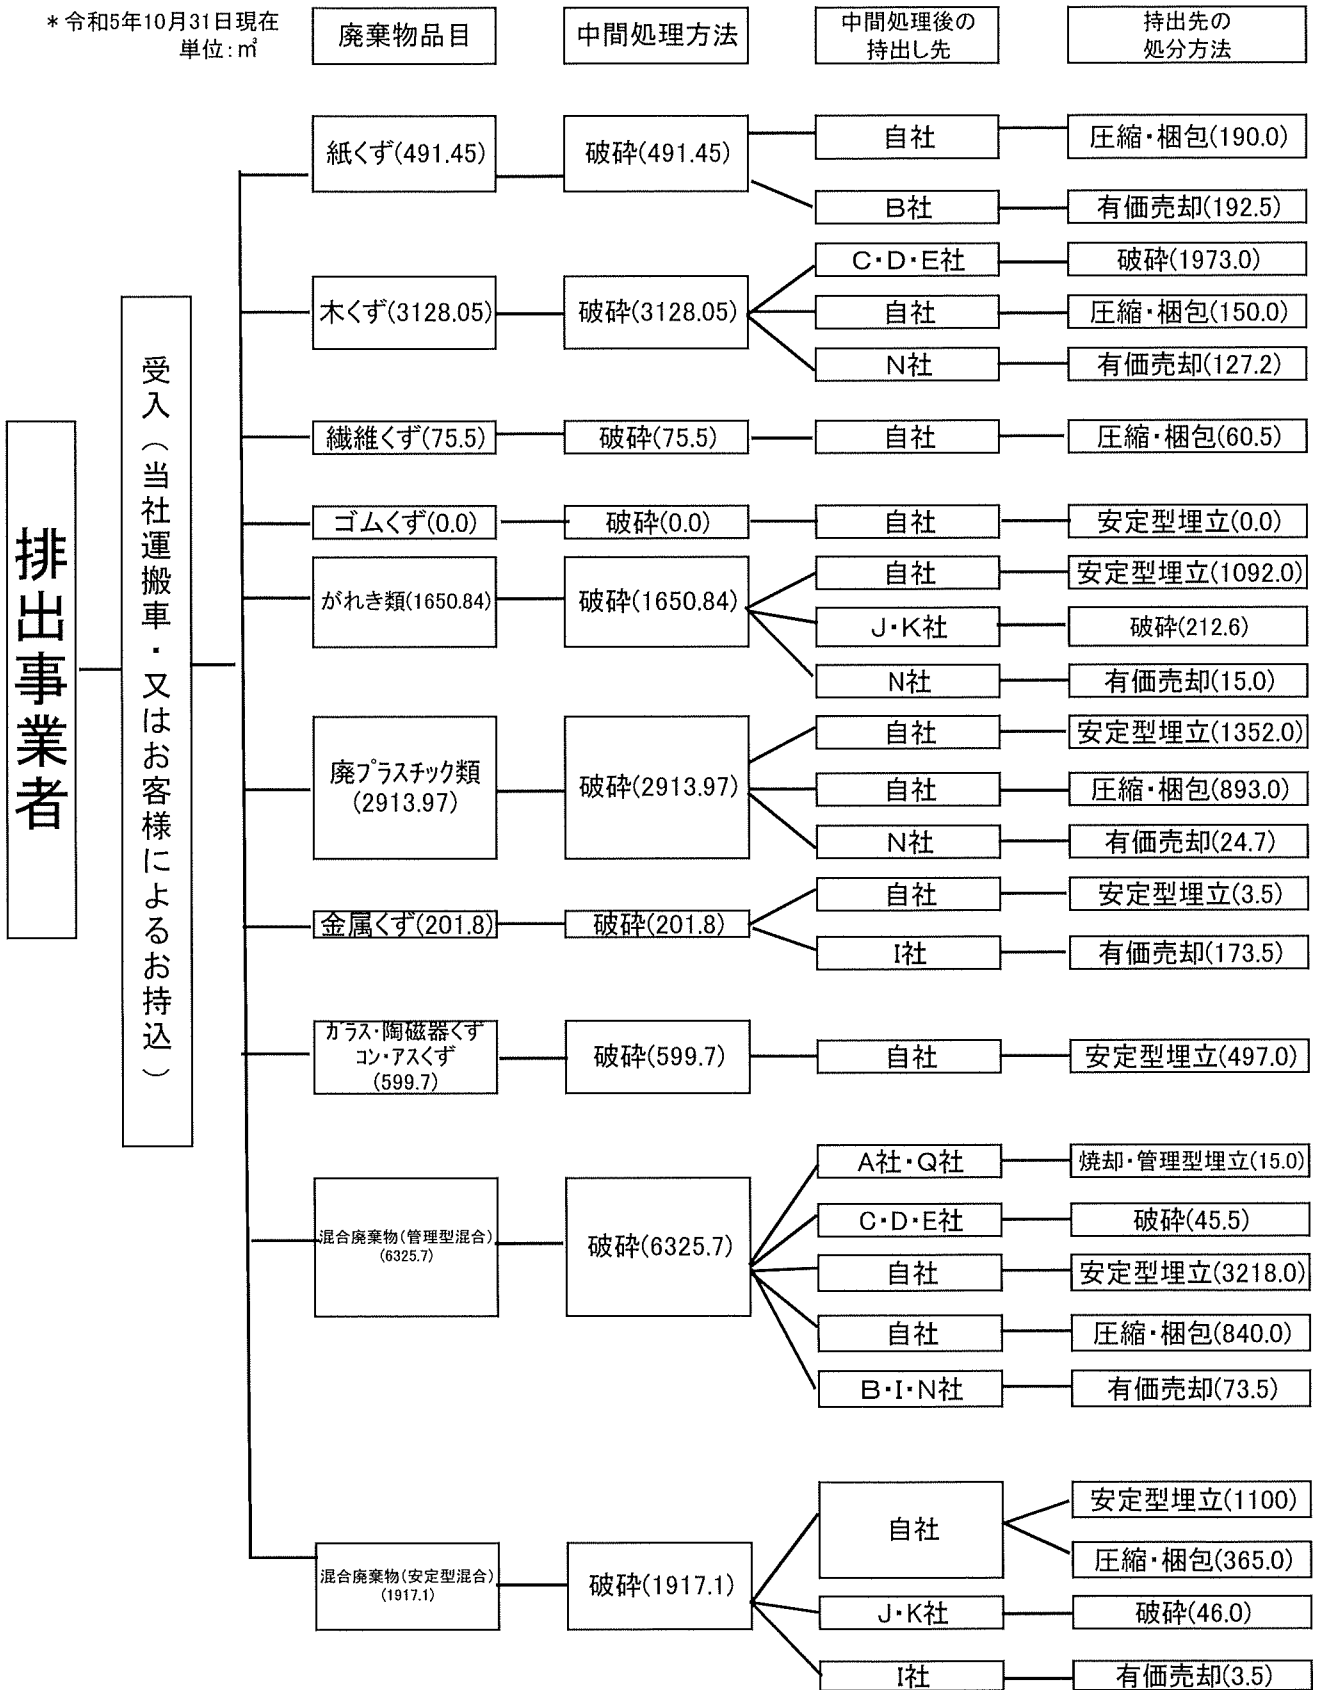 *令和5年10月31日現在
単位:㎥
廃棄物品目
中間処理方法
中間処理後の
持出し先
持出先の
処分方法
排出事業者
受入(当社運搬車・又はお客様によるお持込)
紙くず(491.45)
破砕(491.45)
自社
圧縮・梱包(190.0)
B社
有価売却(192.5)
木くず(3128.05)
破砕(3128.05)
C・D・E社
破砕(1973.0)
自社
圧縮・梱包(150.0)
N社
有価売却(127.2)
繊維くず(75.5)
破砕(75.5)
自社
圧縮・梱包(60.5)
ゴムくず(0.0)
破砕(0.0)
自社
安定型埋立(0.0)
がれき類(1650.84)
破砕(1650.84)
自社
安定型埋立(1092.0)
J・K社
破砕(212.6)
N社
有価売却(15.0)
廃プラスチック類
(2913.97)
破砕(2913.97)
自社
安定型埋立(1352.0)
自社
圧縮・梱包(893.0)
N社
有価売却(24.7)
金属くず(201.8)
破砕(201.8)
自社
安定型埋立(3.5)
I社
有価売却(173.5)
ガラス・陶磁器くず
コン・アスくず
(599.7)
破砕(599.7)
自社
安定型埋立(497.0)
混合廃棄物(管理型混合)
(6325.7)
破砕(6325.7)
A社・Q社
焼却・管理型埋立(15.0)
C・D・E社
破砕(45.5)
自社
安定型埋立(3218.0)
自社
圧縮・梱包(840.0)
B・I・N社
有価売却(73.5)
混合廃棄物(安定型混合)
(1917.1)
破砕(1917.1)
自社
安定型埋立(1100)
圧縮・梱包(365.0)
J・K社
破砕(46.0)
I社
有価売却(3.5)